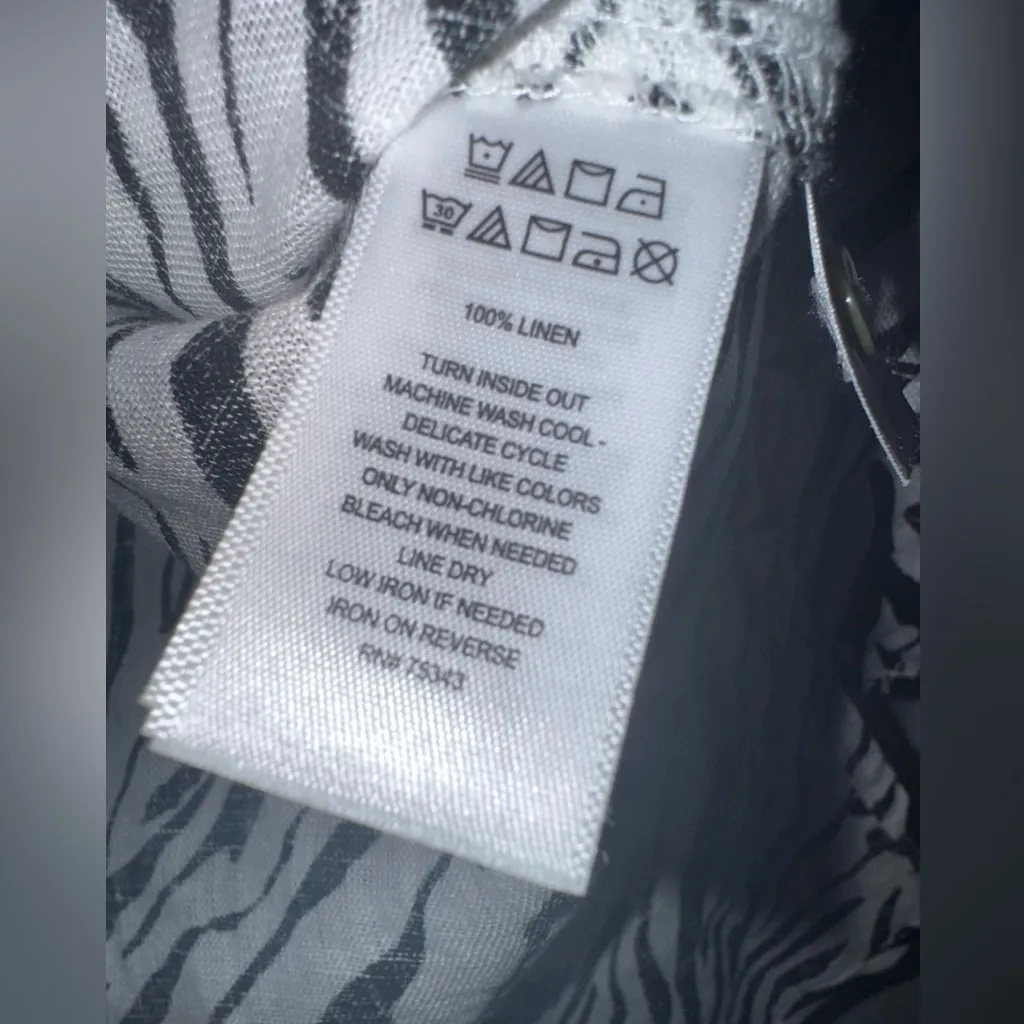 30
100% LINEN
TURN INSIDE OUT
MACHINE WASH COOL -
DELICATE CYCLE
WASH WITH LIKE COLORS
ONLY NON-CHLORINE
BLEACH WHEN NEEDED
LINE DRY
LOW IRON IF NEEDED
IRON ON REVERSE
RN# 75343